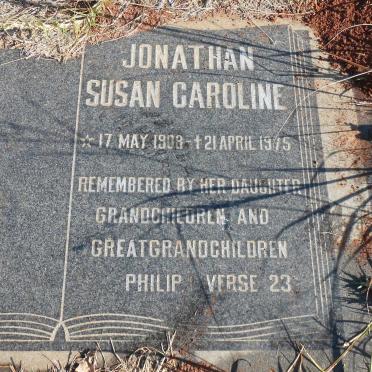 JONATHAN
SUSAN CAROLINE
☆ 17 MAY 1908 - ✝ 21 APRIL 1975
REMEMBERED BY HER DAUGHTER
GRANDCHILDREN AND
GREATGRANDCHILDREN
PHILIP 1 VERSE 23